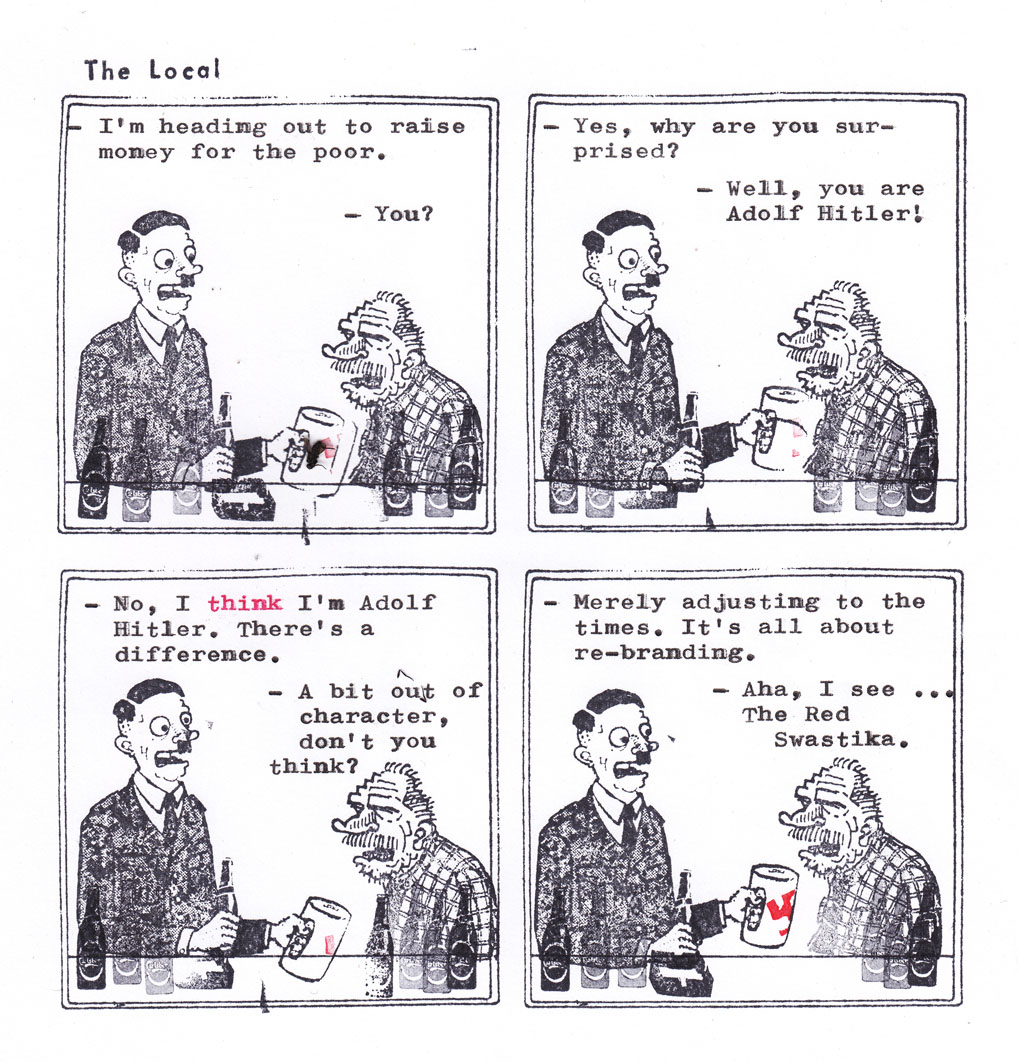 The Local
- I'm heading out to raise
money for the poor.
- You?
- Yes, why are you sur-
prised?
- Well, you are
Adolf Hitler!
- No, I think I'm Adolf
Hitler. There's a
difference.
- A bit out of
character,
don't you
think?
- Merely adjusting to the
times. It's all about
re-branding.
- Aha, I see ...
The Red
Swastika.